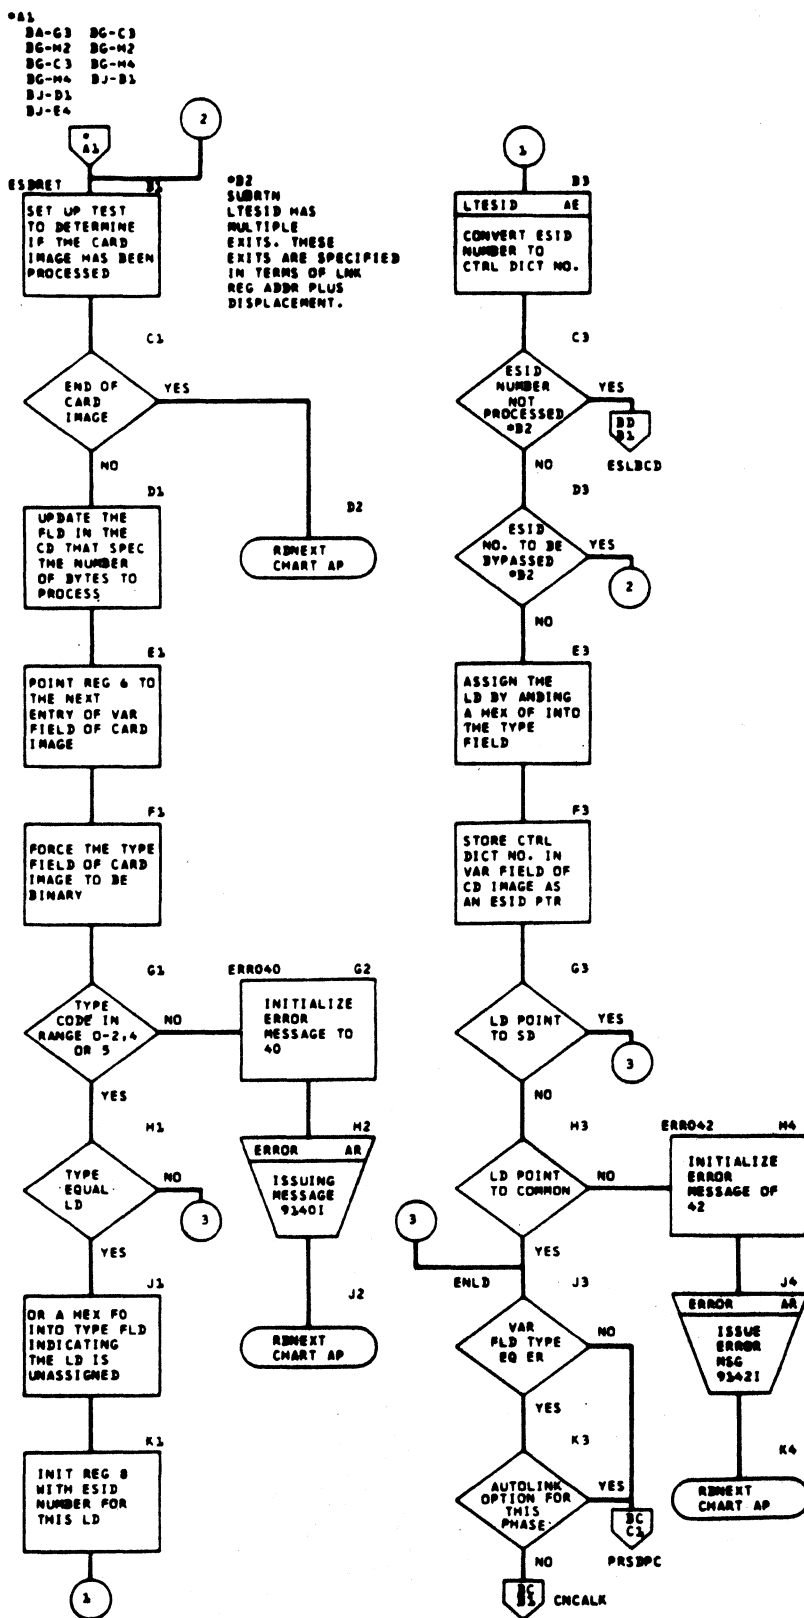 *A1
BA-G3 BG-C3
BG-H2 BG-H2
BG-C3 BG-H4
BG-H4 BJ-B1
BJ-D1
BJ-E4
*
A1
2
ESDRET B1
SET UP TEST
TO DETERMINE
IF THE CARD
IMAGE HAS BEEN
PROCESSED
*B2
SUBRTN
LTESID HAS
MULTIPLE
EXITS. THESE
EXITS ARE SPECIFIED
IN TERMS OF LNK
REG ADDR PLUS
DISPLACEMENT.
C1
END OF
CARD
IMAGE
YES
NO
D1
UPDATE THE
FLD IN THE
CD THAT SPEC
THE NUMBER
OF BYTES TO
PROCESS
D2
RDNEXT
CHART AP
E1
POINT REG 6 TO
THE NEXT
ENTRY OF VAR
FIELD OF CARD
IMAGE
F1
FORCE THE TYPE
FIELD OF CARD
IMAGE TO BE
BINARY
G1
TYPE
CODE IN
RANGE 0-2,4
OR 5
NO
YES
ERR040 G2
INITIALIZE
ERROR
MESSAGE TO
40
H1
TYPE
EQUAL
LD
NO
3
YES
H2
ERROR AR
ISSUING
MESSAGE
9140I
J1
OR A HEX F0
INTO TYPE FLD
INDICATING
THE LD IS
UNASSIGNED
J2
RDNEXT
CHART AP
K1
INIT REG 8
WITH ESID
NUMBER FOR
THIS LD
1
1
B3
LTESID AE
CONVERT ESID
NUMBER TO
CTRL DICT NO.
C3
ESID
NUMBER
NOT
PROCESSED
*B2
YES
BD
B1
ESLBCD
NO
D3
ESID
NO. TO BE
BYPASSED
*B2
YES
2
NO
E3
ASSIGN THE
LD BY ANDING
A HEX OF INTO
THE TYPE
FIELD
F3
STORE CTRL
DICT NO. IN
VAR FIELD OF
CD IMAGE AS
AN ESID PTR
G3
LD POINT
TO SD
YES
3
NO
H3
LD POINT
TO COMMON
NO
YES
ERR042 H4
INITIALIZE
ERROR
MESSAGE OF
42
3
ENLD
J3
VAR
FLD TYPE
EQ ER
NO
YES
J4
ERROR AR
ISSUE
ERROR
MSG
9142I
K3
AUTOLINK
OPTION FOR
THIS
PHASE
YES
BC
C1
PRSDPC
NO
BC
B1
CNCALK
K4
RDNEXT
CHART AP